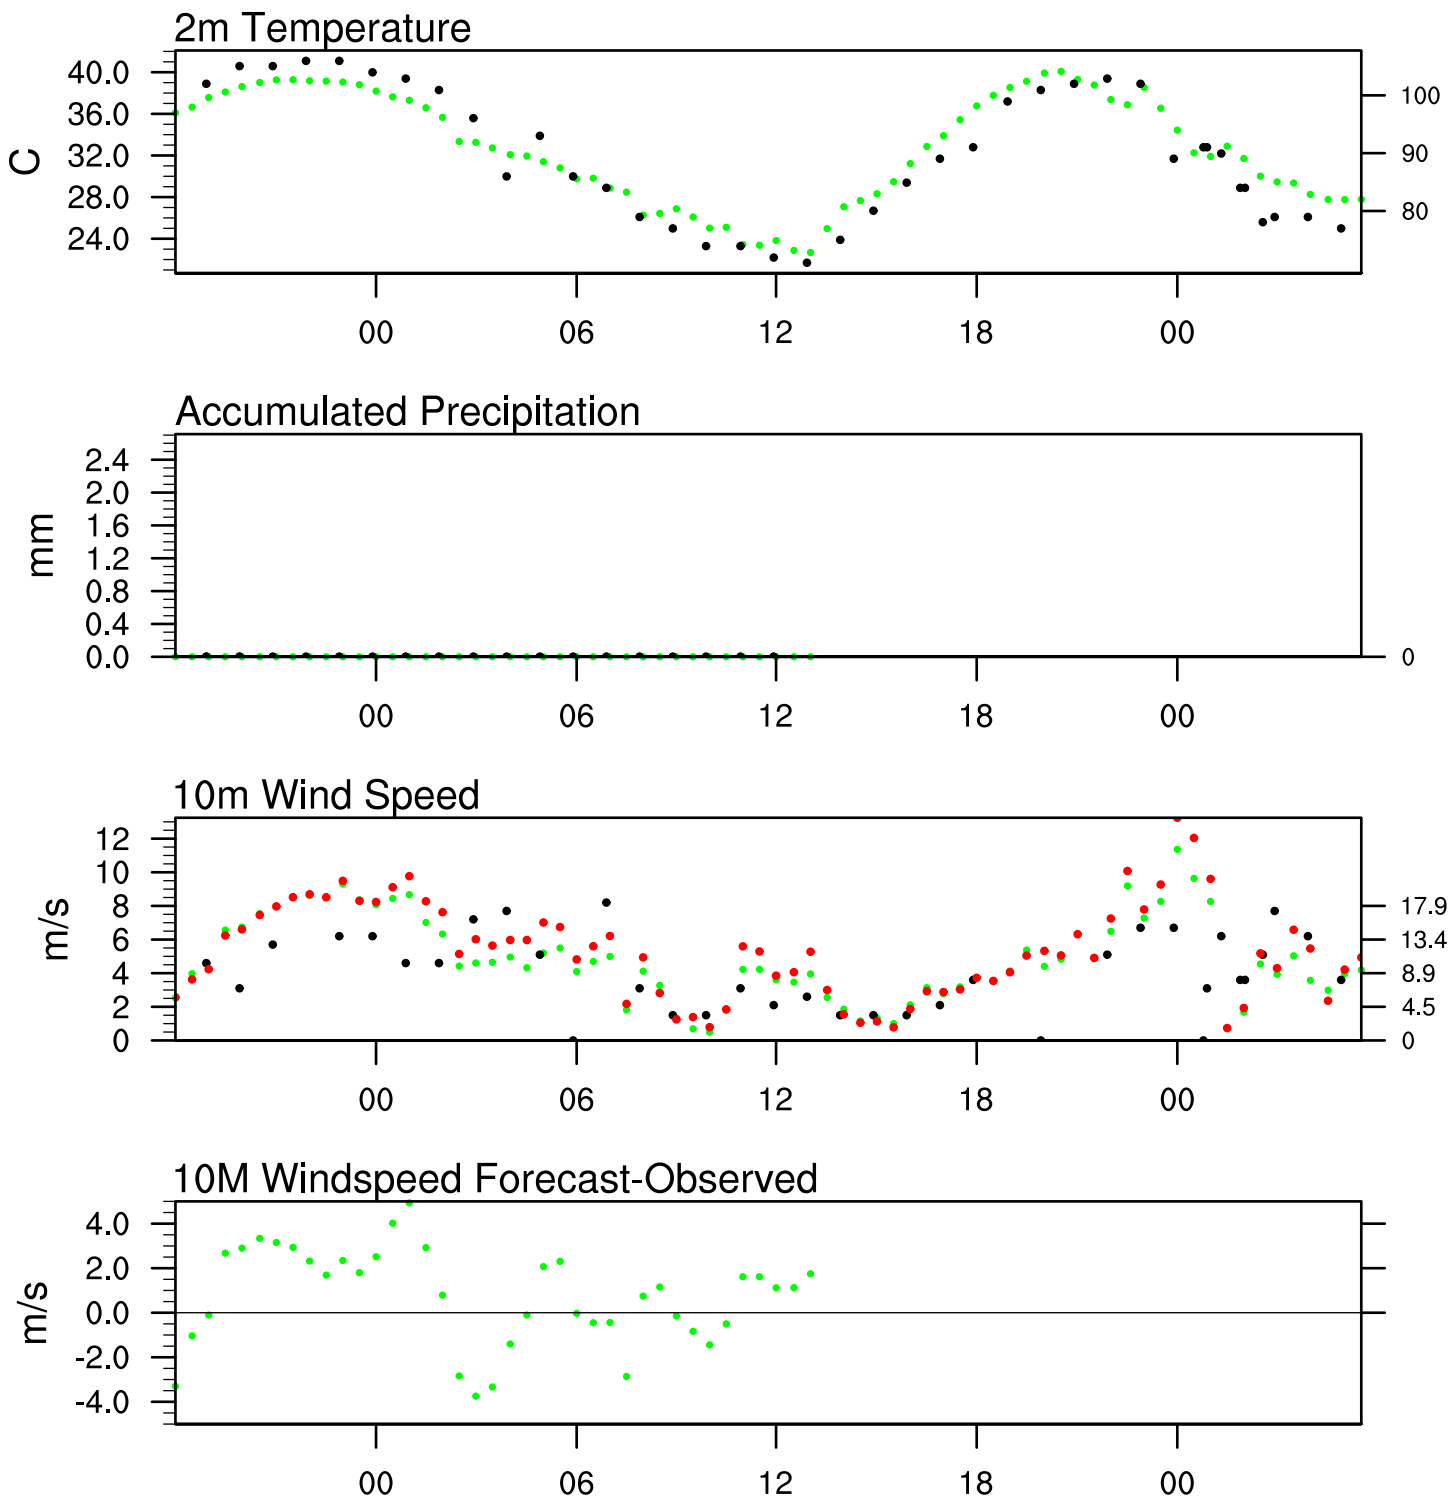 2m Temperature
40.0
36.0
32.0
28.0
24.0
C
100
90
80
00 06 12 18 00
Accumulated Precipitation
2.4
2.0
1.6
1.2
0.8
0.4
0.0
mm
0
00 06 12 18 00
10m Wind Speed
12
10
8
6
4
2
0
m/s
17.9
13.4
8.9
4.5
0
00 06 12 18 00
10M Windspeed Forecast-Observed
4.0
2.0
0.0
-2.0
-4.0
m/s
00 06 12 18 00